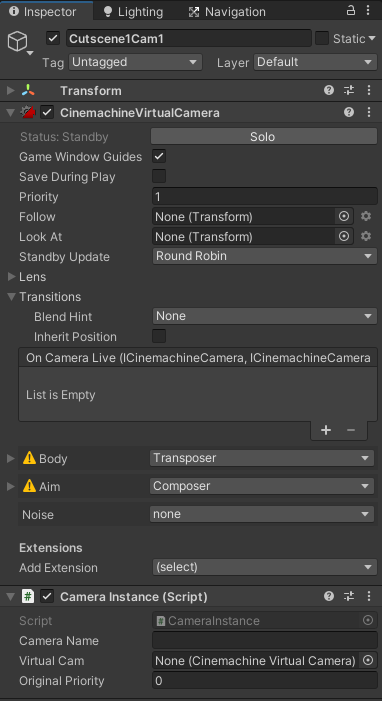 Inspector Lighting Navigation
Cutscene1Cam1 Static
Tag Untagged Layer Default
Transform
CinemachineVirtualCamera
Status: Standby Solo
Game Window Guides
Save During Play
Priority 1
Follow None (Transform)
Look At None (Transform)
Standby Update Round Robin
Lens
Transitions
Blend Hint None
Inherit Position
On Camera Live (ICinemachineCamera, ICinemachineCamera
List is Empty
+ −
Body Transposer
Aim Composer
Noise none
Extensions
Add Extension (select)
# Camera Instance (Script)
Script # CameraInstance
Camera Name
Virtual Cam None (Cinemachine Virtual Camera)
Original Priority 0